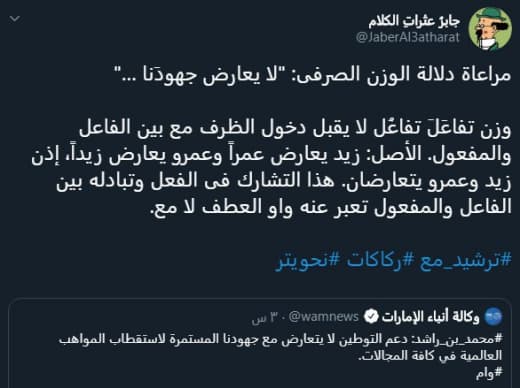 جابرُ عثراتِ الكلام
@JaberAl3atharat
مراعاة دلالة الوزن الصرفى: "لا يعارض جهودَنا ..."
وزن تفاعَلَ تفاعُل لا يقبل دخول الظرف مع بين الفاعل
والمفعول. الأصل: زيد يعارض عمراً وعمرو يعارض زيداً، إذن
زيد وعمرو يتعارضان. هذا التشارك فى الفعل وتبادله بين
الفاعل والمفعول تعبر عنه واو العطف لا مع.
#ترشيد_مع #ركاكات #نحويتر
وكالة أنباء الإمارات @wamnews · ٣ س
#محمد_بن_راشد: دعم التوطين لا يتعارض مع جهودنا المستمرة لاستقطاب المواهب
العالمية في كافة المجالات.
#وام